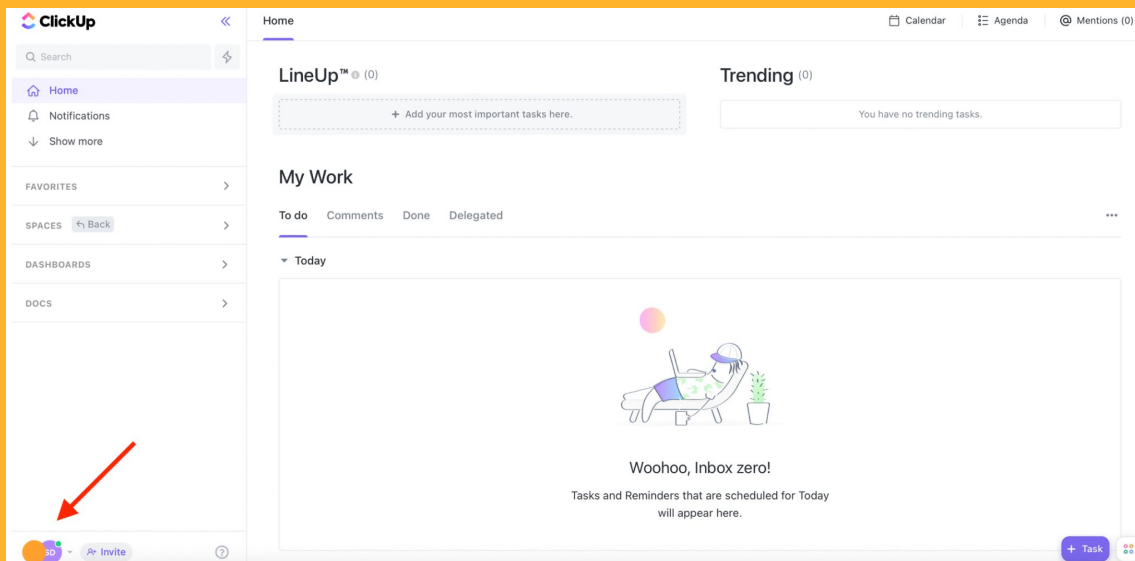 ClickUp
Search
Home
Notifications
Show more
FAVORITES
SPACES Back
DASHBOARDS
DOCS
SD Invite
?
Home
Calendar Agenda @ Mentions (0)
LineUp™ (0)
+ Add your most important tasks here.
Trending (0)
You have no trending tasks.
My Work
To do Comments Done Delegated
Today
Woohoo, Inbox zero!
Tasks and Reminders that are scheduled for Today
will appear here.
+ Task